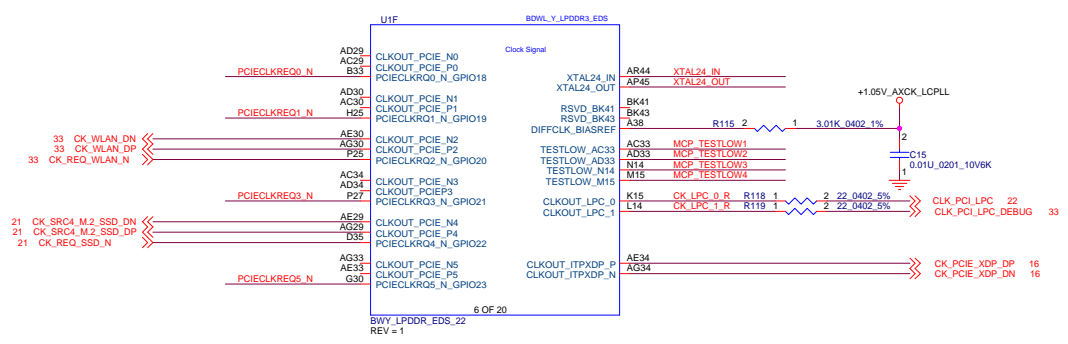 U1F
BDWL_Y_LPDDR3_EDS
Clock Signal
AD29 CLKOUT_PCIE_N0
AC29 CLKOUT_PCIE_P0
PCIECLKREQ0_N B33 PCIECLKRQ0_N_GPIO18
AD30 CLKOUT_PCIE_N1
AC30 CLKOUT_PCIE_P1
PCIECLKREQ1_N H25 PCIECLKRQ1_N_GPIO19
33 CK_WLAN_DN AE30 CLKOUT_PCIE_N2
33 CK_WLAN_DP AG30 CLKOUT_PCIE_P2
33 CK_REQ_WLAN_N P25 PCIECLKRQ2_N_GPIO20
AC34 CLKOUT_PCIE_N3
AD34 CLKOUT_PCIEP3
PCIECLKREQ3_N P27 PCIECLKRQ3_N_GPIO21
21 CK_SRC4_M.2_SSD_DN AE29 CLKOUT_PCIE_N4
21 CK_SRC4_M.2_SSD_DP AG29 CLKOUT_PCIE_P4
21 CK_REQ_SSD_N D35 PCIECLKRQ4_N_GPIO22
AG33 CLKOUT_PCIE_N5
AE33 CLKOUT_PCIE_P5
PCIECLKREQ5_N G30 PCIECLKRQ5_N_GPIO23
XTAL24_IN AR44 XTAL24_IN
XTAL24_OUT AP45 XTAL24_OUT
+1.05V_AXCK_LCPLL
RSVD_BK41 BK41
RSVD_BK43 BK43
DIFFCLK_BIASREF A38 R115 2 1 3.01K_0402_1%
2
C15
0.01U_0201_10V6K
1
TESTLOW_AC33 AC33 MCP_TESTLOW1
TESTLOW_AD33 AD33 MCP_TESTLOW2
TESTLOW_N14 N14 MCP_TESTLOW3
TESTLOW_M15 M15 MCP_TESTLOW4
CLKOUT_LPC_0 K15 CK_LPC_0_R R118 1 2 22_0402_5% CLK_PCI_LPC 22
CLKOUT_LPC_1 L14 CK_LPC_1_R R119 1 2 22_0402_5% CLK_PCI_LPC_DEBUG 33
CLKOUT_ITPXDP_P AE34 CK_PCIE_XDP_DP 16
CLKOUT_ITPXDP_N AG34 CK_PCIE_XDP_DN 16
6 OF 20
BWY_LPDDR_EDS_22
REV = 1